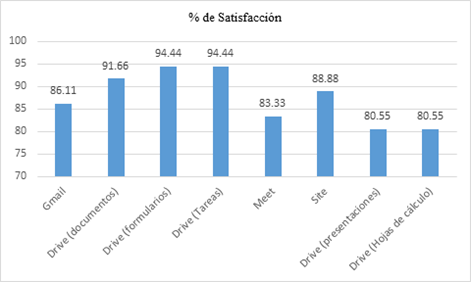 % de Satisfacción
100
95
90
85
80
75
70
86.11
91.66
94.44
94.44
83.33
88.88
80.55
80.55
Gmail
Drive (documentos)
Drive (formularios)
Drive (Tareas)
Meet
Site
Drive (presentaciones)
Drive (Hojas de cálculo)